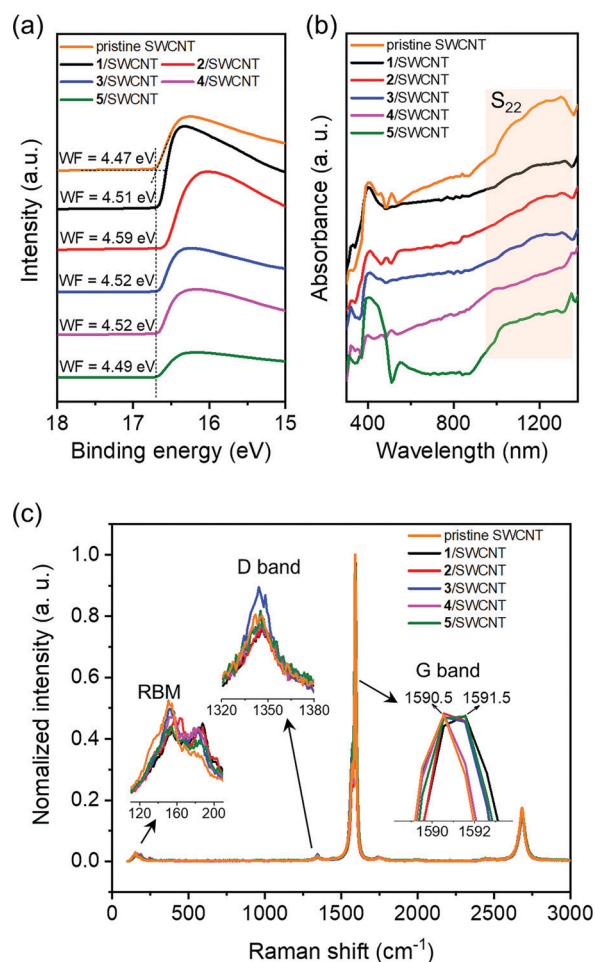 (a)
pristine SWCNT
1/SWCNT 2/SWCNT
3/SWCNT 4/SWCNT
5/SWCNT
WF = 4.47 eV
WF = 4.51 eV
WF = 4.59 eV
WF = 4.52 eV
WF = 4.52 eV
WF = 4.49 eV
Intensity (a.u.)
18 17 16 15
Binding energy (eV)
(b)
pristine SWCNT
1/SWCNT
2/SWCNT
3/SWCNT
4/SWCNT
5/SWCNT
S22
Absorbance (a. u.)
400 800 1200
Wavelength (nm)
(c)
pristine SWCNT
1/SWCNT
2/SWCNT
3/SWCNT
4/SWCNT
5/SWCNT
D band
1320 1350 1380
RBM
110 160 200
G band
1590.5 1591.5
1590 1592
Nomalized intensity (a. u.)
1.0
0.8
0.6
0.4
0.2
0.0
0 500 1000 1500 2000 2500 3000
Raman shift (cm-1)